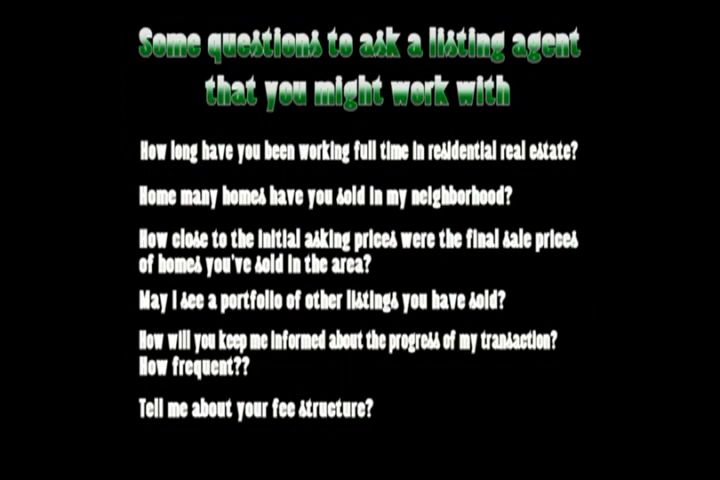 Some questions to ask a listing agent
that you might work with
How long have you been working full time in residential real estate?
Home many homes have you sold in my neighborhood?
How close to the initial asking prices were the final sale prices
of homes you've sold in the area?
May I see a portfolio of other listings you have sold?
How will you keep me informed about the progress of my transaction?
How frequent??
Tell me about your fee structure?